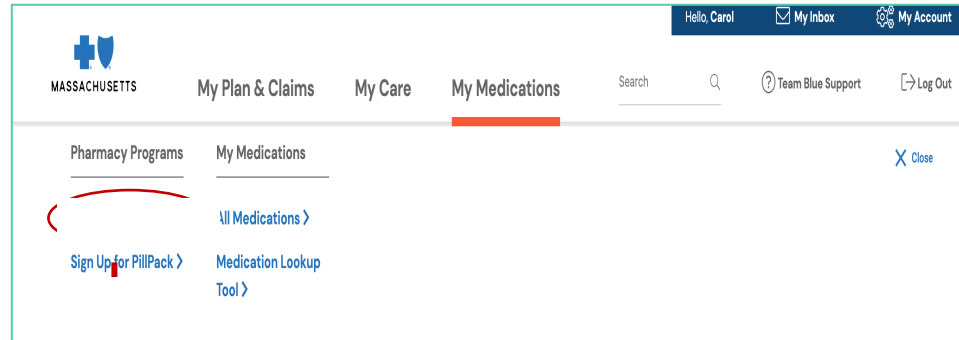 Hello, Carol
My Inbox
My Account
MASSACHUSETTS
My Plan & Claims
My Care
My Medications
Search
? Team Blue Support
Log Out
Pharmacy Programs
My Medications
Close
All Medications
Sign Up for PillPack
Medication Lookup
Tool